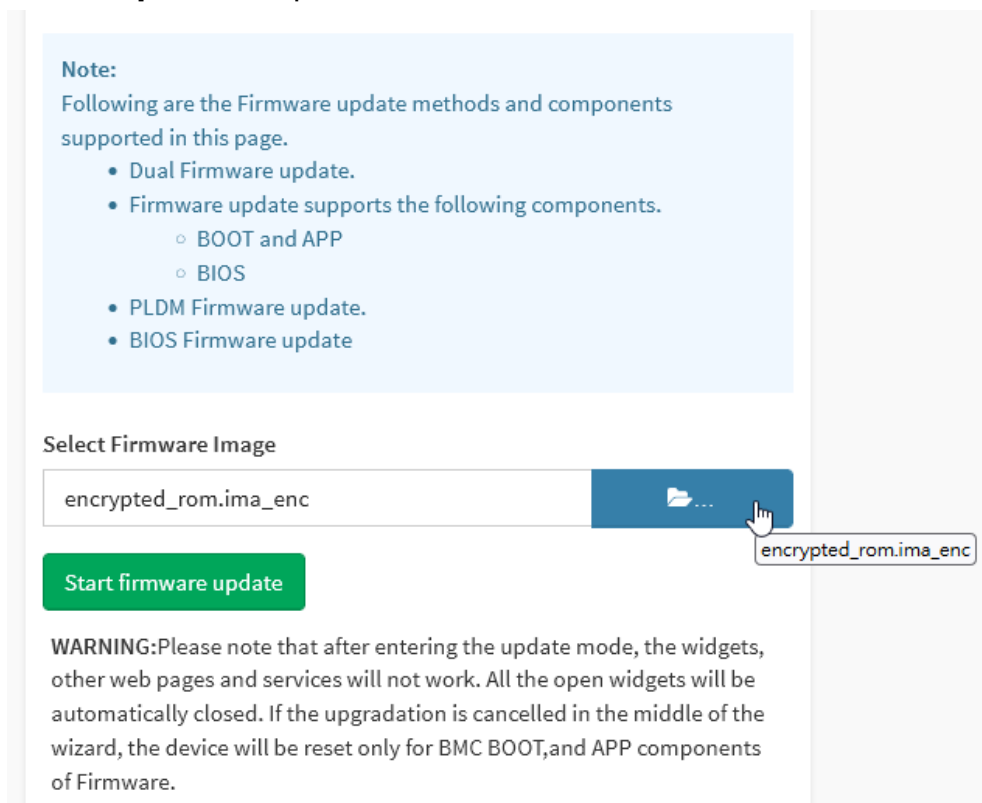 Note:
Following are the Firmware update methods and components
supported in this page.
• Dual Firmware update.
• Firmware update supports the following components.
○ BOOT and APP
○ BIOS
• PLDM Firmware update.
• BIOS Firmware update
Select Firmware Image
encrypted_rom.ima_enc
...
encrypted_rom.ima_enc
Start firmware update
WARNING:Please note that after entering the update mode, the widgets,
other web pages and services will not work. All the open widgets will be
automatically closed. If the upgradation is cancelled in the middle of the
wizard, the device will be reset only for BMC BOOT,and APP components
of Firmware.